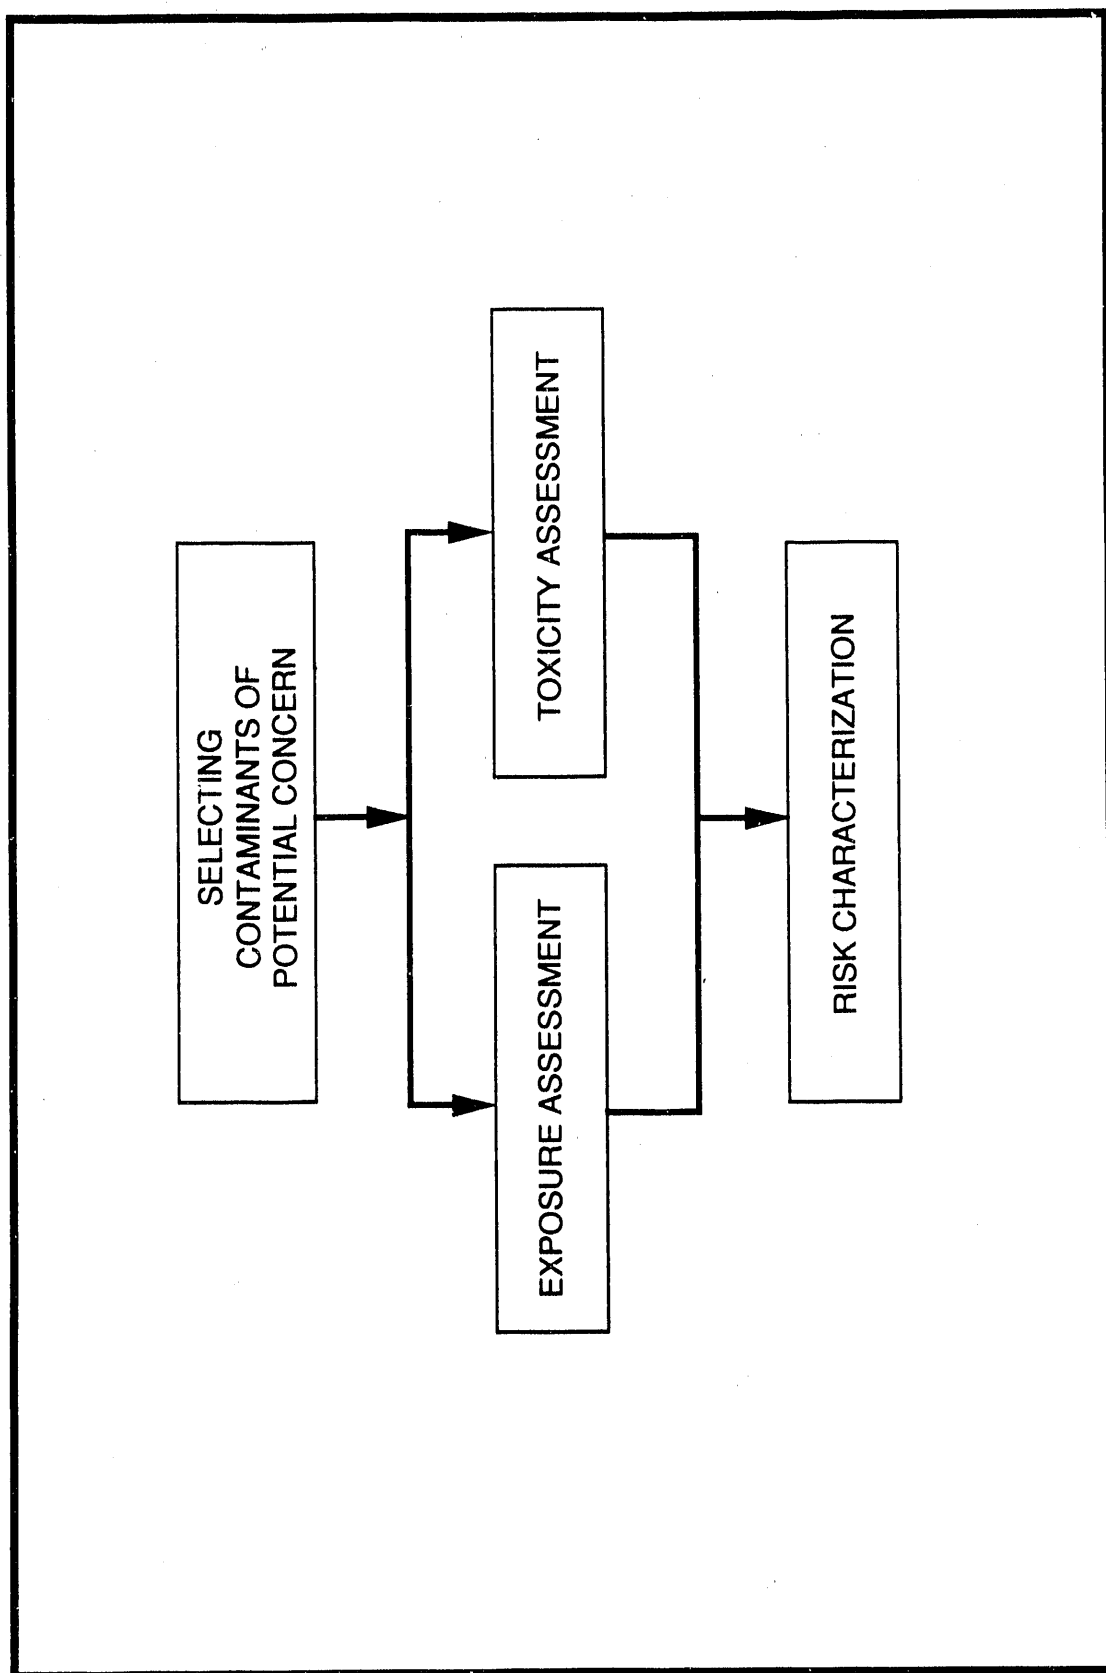 SELECTING
CONTAMINANTS OF
POTENTIAL CONCERN
EXPOSURE ASSESSMENT
TOXICITY ASSESSMENT
RISK CHARACTERIZATION